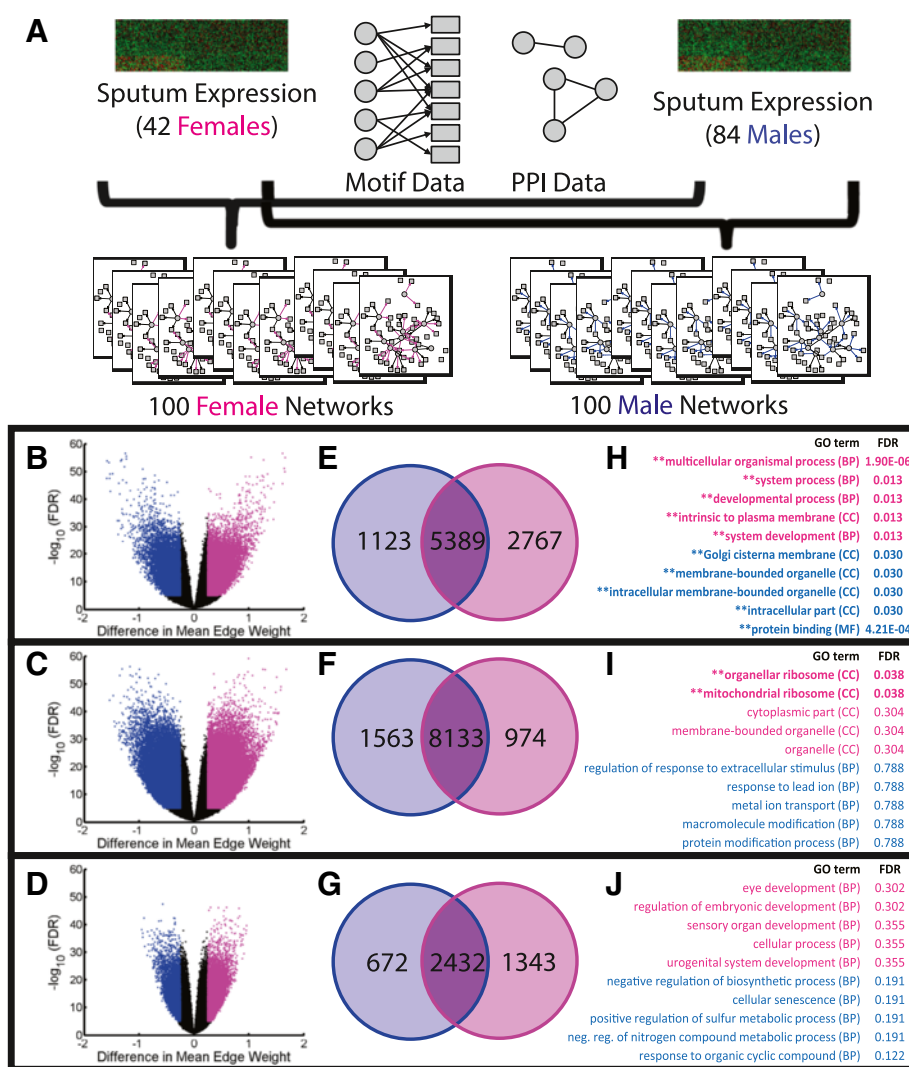 A
Sputum Expression
(42 Females)
Motif Data
PPI Data
Sputum Expression
(84 Males)
100 Female Networks
100 Male Networks
B
60
50
40
30
20
10
0
-log10 (FDR)
-2 -1 0 1 2
Difference in Mean Edge Weight
E
1123 5389 2767
H
GO term FDR
**multicellular organismal process (BP) 1.90E-06
**system process (BP) 0.013
**developmental process (BP) 0.013
**intrinsic to plasma membrane (CC) 0.013
**system development (BP) 0.013
**Golgi cisterna membrane (CC) 0.030
**membrane-bounded organelle (CC) 0.030
**intracellular membrane-bounded organelle (CC) 0.030
**intracellular part (CC) 0.030
**protein binding (MF) 4.21E-04
C
60
50
40
30
20
10
0
-log10 (FDR)
-2 -1 0 1 2
Difference in Mean Edge Weight
F
1563 8133 974
I
GO term FDR
**organellar ribosome (CC) 0.038
**mitochondrial ribosome (CC) 0.038
cytoplasmic part (CC) 0.304
membrane-bounded organelle (CC) 0.304
organelle (CC) 0.304
regulation of response to extracellular stimulus (BP) 0.788
response to lead ion (BP) 0.788
metal ion transport (BP) 0.788
macromolecule modification (BP) 0.788
protein modification process (BP) 0.788
D
60
50
40
30
20
10
0
-log10 (FDR)
-2 -1 0 1 2
Difference in Mean Edge Weight
G
672 2432 1343
J
GO term FDR
eye development (BP) 0.302
regulation of embryonic development (BP) 0.302
sensory organ development (BP) 0.355
cellular process (BP) 0.355
urogenital system development (BP) 0.355
negative regulation of biosynthetic process (BP) 0.191
cellular senescence (BP) 0.191
positive regulation of sulfur metabolic process (BP) 0.191
neg. reg. of nitrogen compound metabolic process (BP) 0.191
response to organic cyclic compound (BP) 0.122